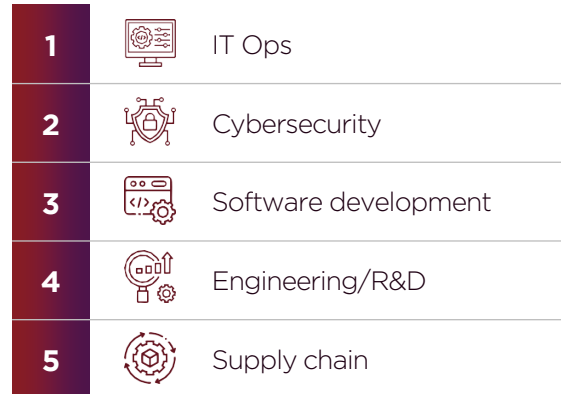 1 IT Ops
2 Cybersecurity
3 Software development
4 Engineering/R&D
5 Supply chain